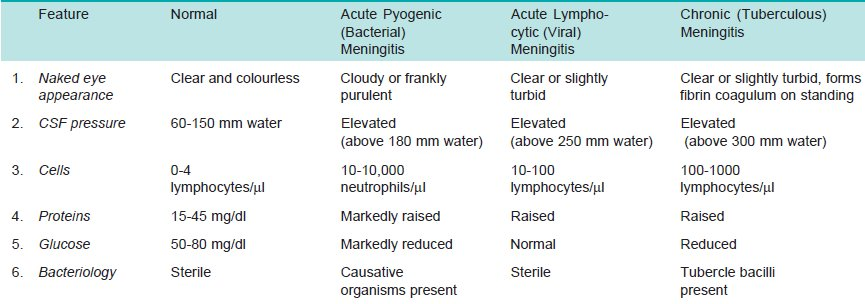 Feature Normal Acute Pyogenic Acute Lympho- Chronic (Tuberculous)
(Bacterial) cytic (Viral) Meningitis
Meningitis Meningitis
1. Naked eye Clear and colourless Cloudy or frankly Clear or slightly Clear or slightly turbid, forms
appearance purulent turbid fibrin coagulum on standing
2. CSF pressure 60-150 mm water Elevated Elevated Elevated
(above 180 mm water) (above 250 mm water) (above 300 mm water)
3. Cells 0-4 10-10,000 10-100 100-1000
lymphocytes/µl neutrophils/µl lymphocytes/µl lymphocytes/µl
4. Proteins 15-45 mg/dl Markedly raised Raised Raised
5. Glucose 50-80 mg/dl Markedly reduced Normal Reduced
6. Bacteriology Sterile Causative Sterile Tubercle bacilli
organisms present present